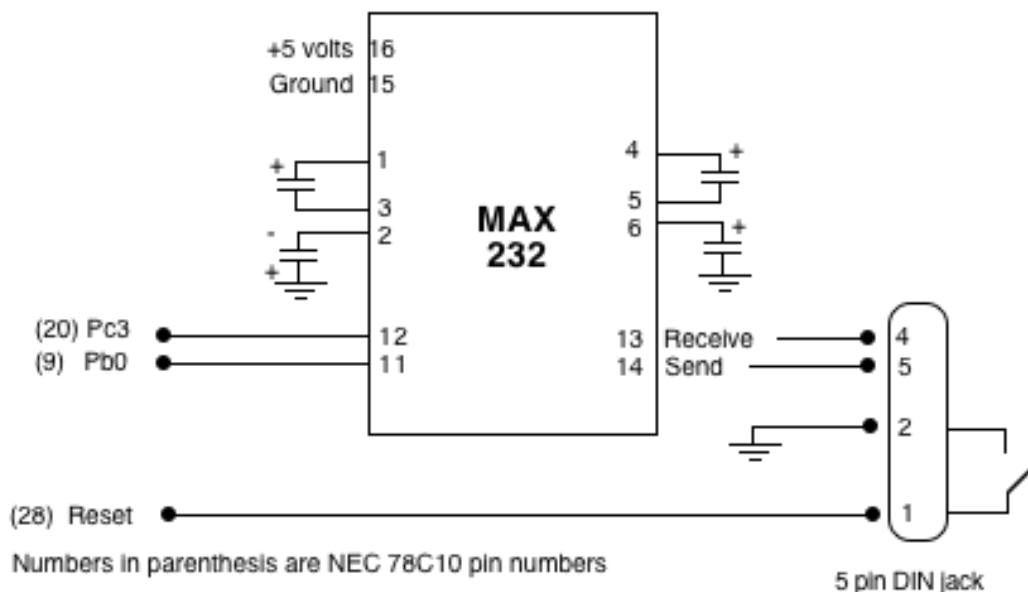 +5 volts 16
Ground 15
1
+
3
2
-
+
4
+
5
6
+
MAX
232
(20) Pc3
12
(9) Pb0
11
13 Receive
4
14 Send
5
2
(28) Reset
1
Numbers in parenthesis are NEC 78C10 pin numbers
5 pin DIN jack